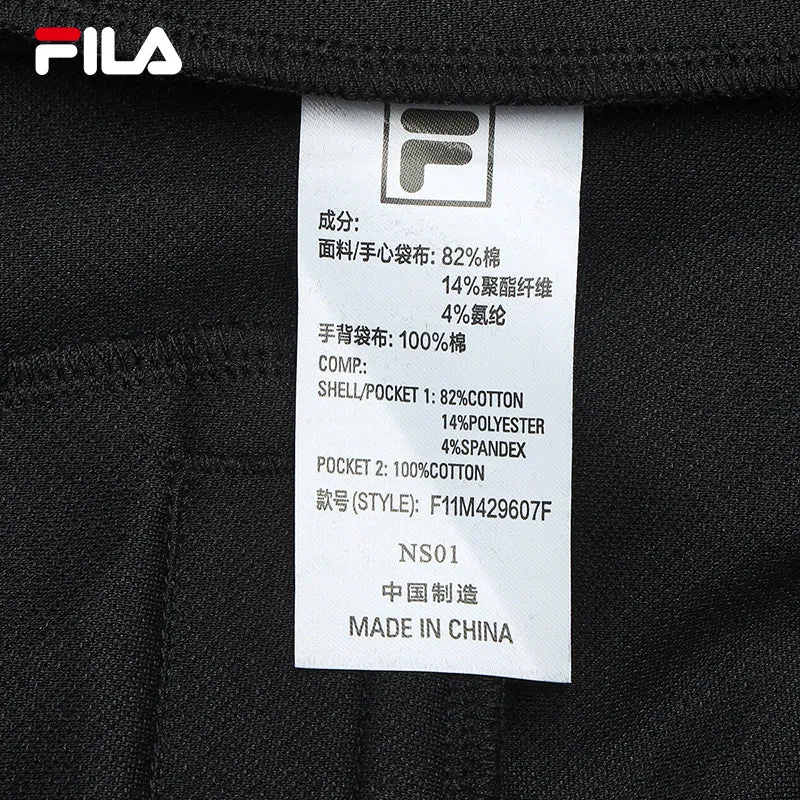 FILA
成分:
面料/手心袋布: 82%棉
14%聚酯纤维
4%氨纶
手背袋布: 100%棉
COMP.:
SHELL/POCKET 1: 82%COTTON
14%POLYESTER
4%SPANDEX
POCKET 2: 100%COTTON
款号(STYLE): F11M429607F
NS01
中国制造
MADE IN CHINA